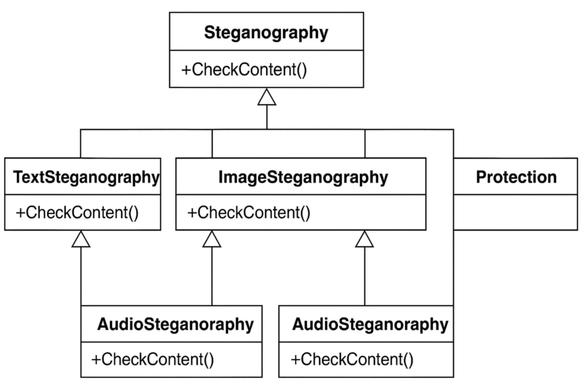 Steganography
+CheckContent()
TextSteganography
+CheckContent()
ImageSteganography
+CheckContent()
Protection
AudioSteganoraphy
+CheckContent()
AudioSteganoraphy
+CheckContent()